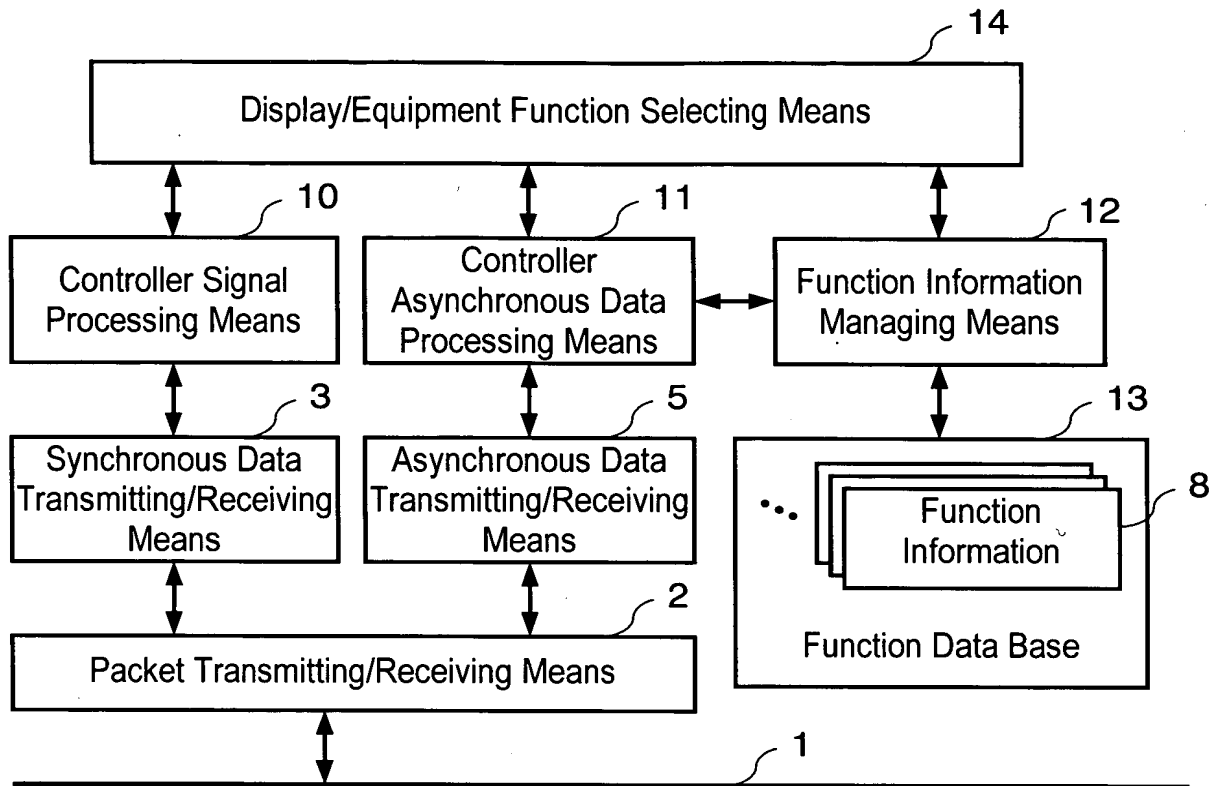 14
Display/Equipment Function Selecting Means
10
11
12
Controller Signal
Processing Means
Controller
Asynchronous Data
Processing Means
Function Information
Managing Means
3
5
13
Synchronous Data
Transmitting/Receiving
Means
Asynchronous Data
Transmitting/Receiving
Means
8
Function
Information
Function Data Base
2
Packet Transmitting/Receiving Means
1